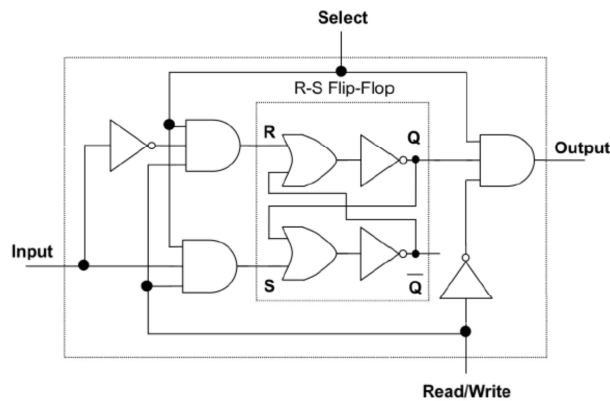 Select
R-S Flip-Flop
R
Q
Output
Input
S
Q̅
Read/Write